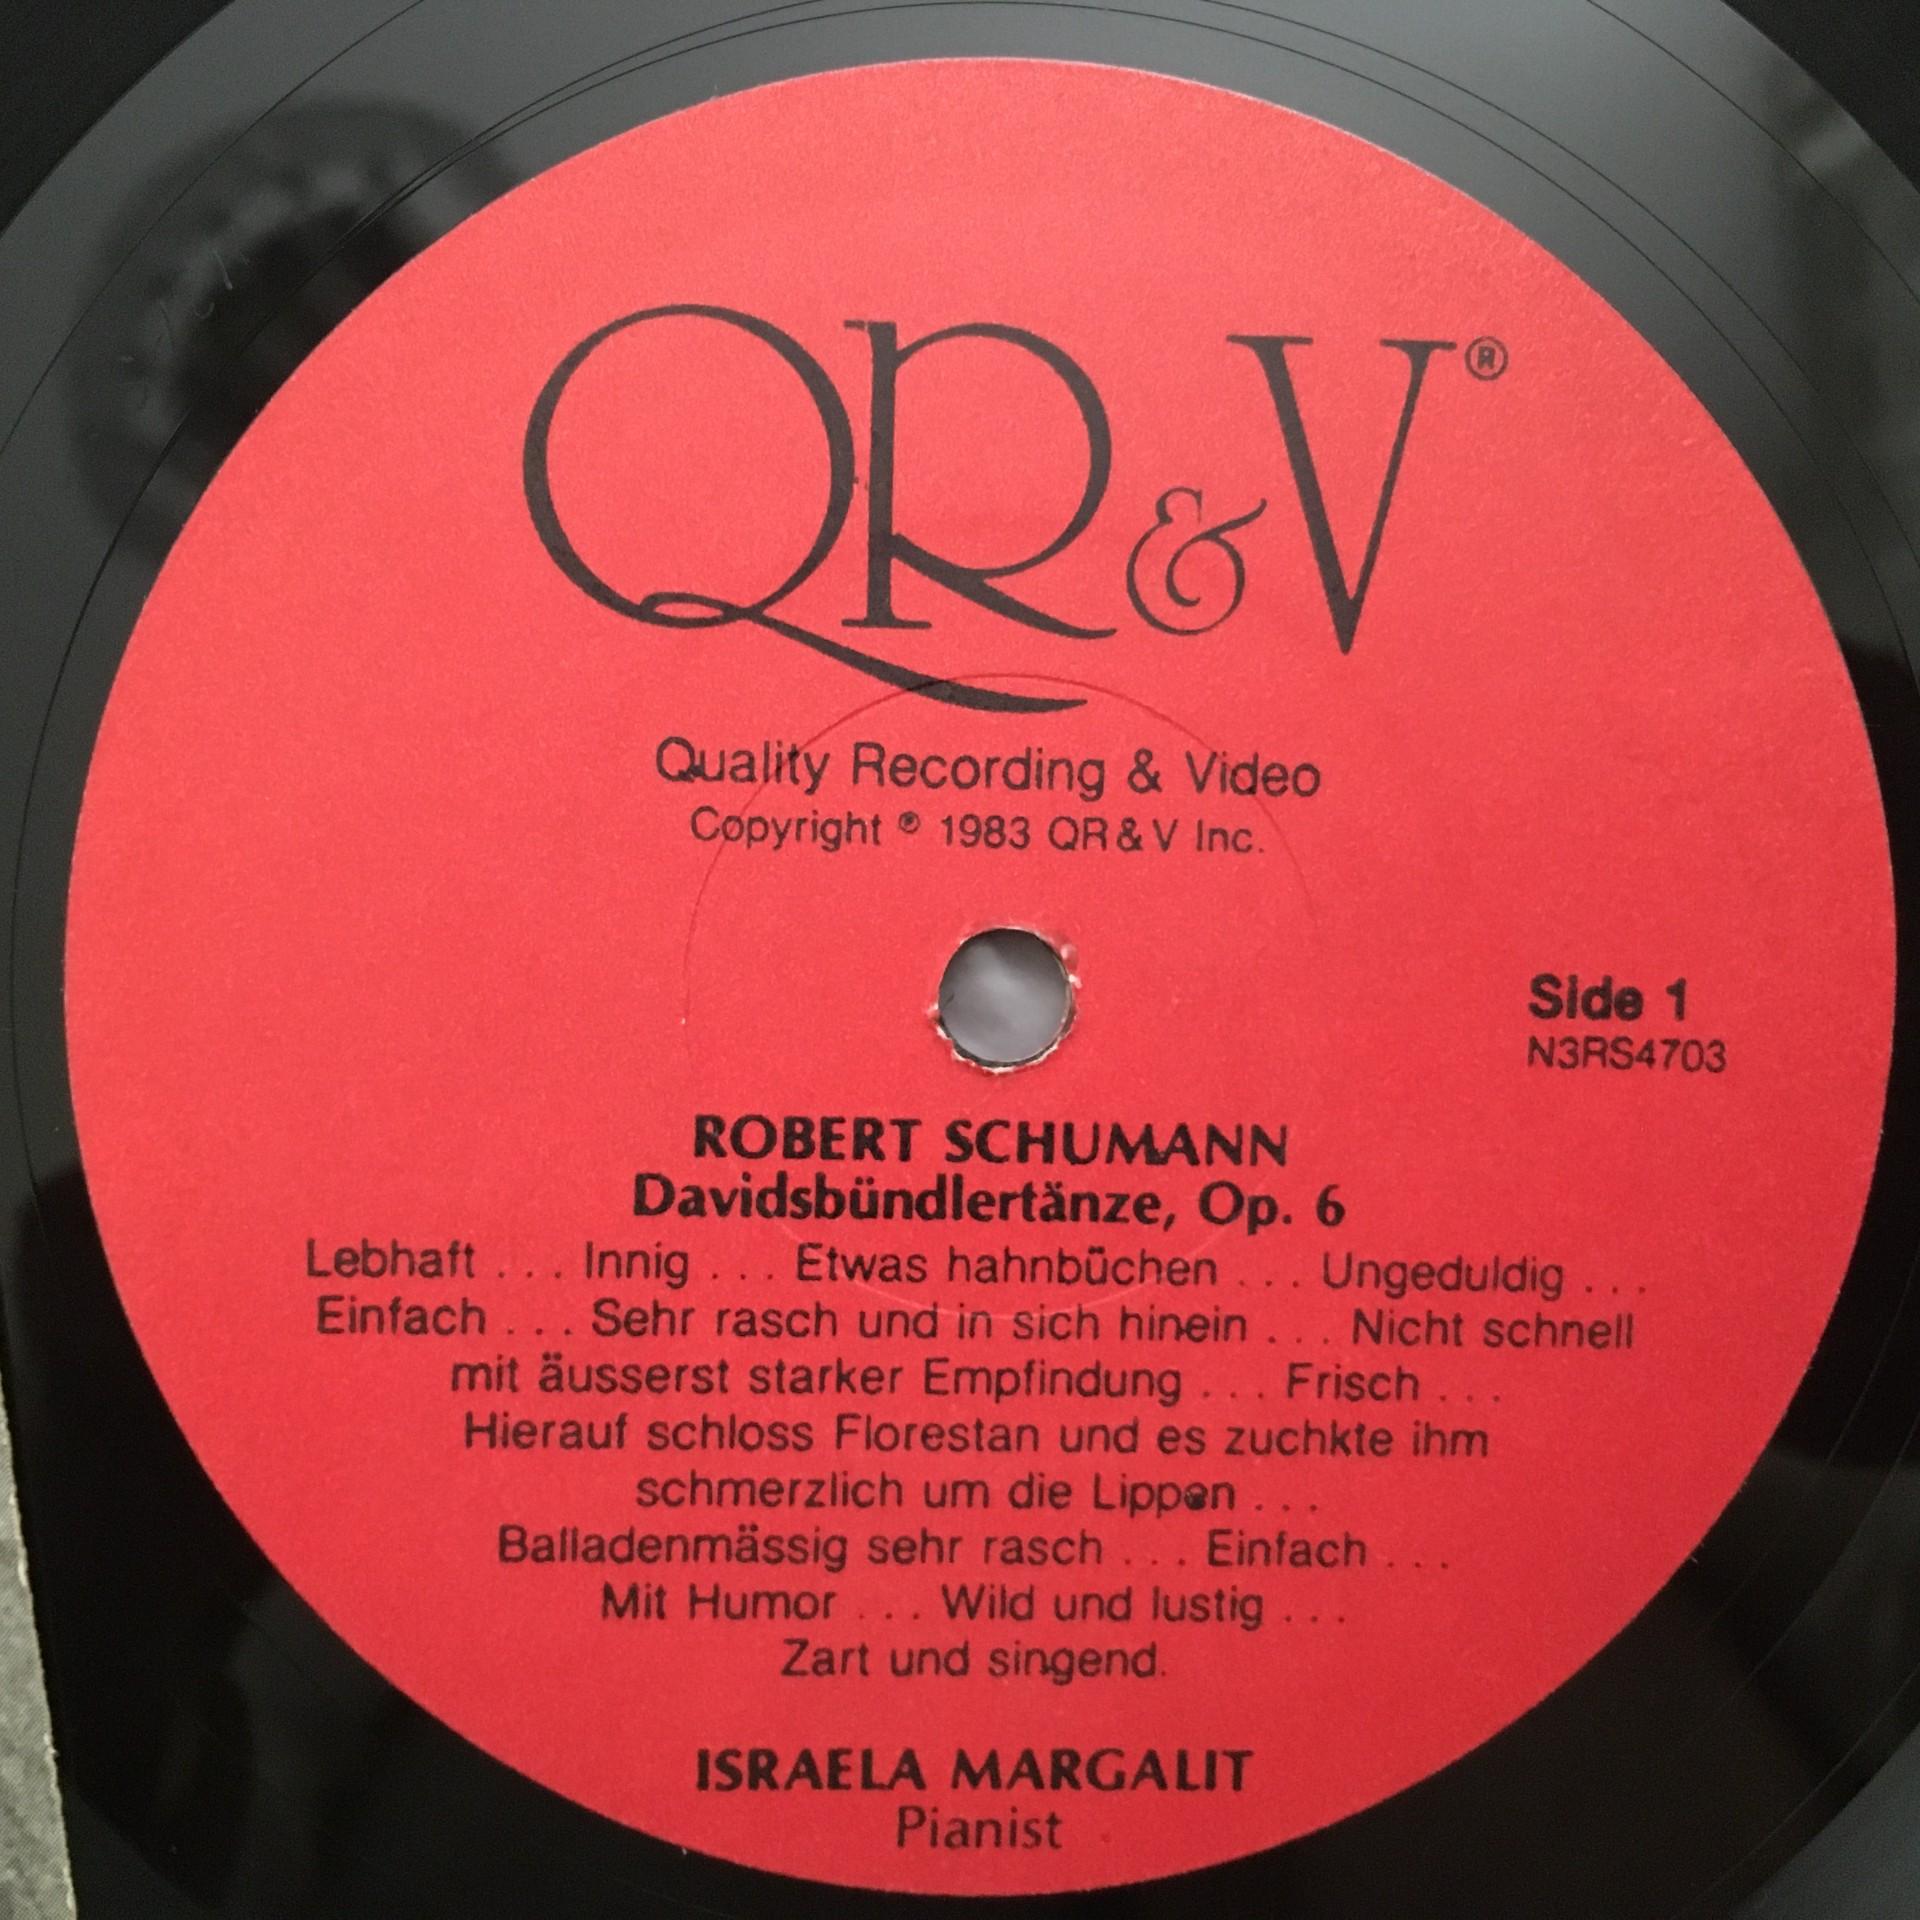 QR&V®
Quality Recording & Video
Copyright ℗ 1983 QR&V Inc.
Side 1
N3RS4703
ROBERT SCHUMANN
Davidsbündlertänze, Op. 6
Lebhaft . . . Innig . . . Etwas hahnbüchen . . . Ungeduldig . . .
Einfach . . . Sehr rasch und in sich hinein . . . Nicht schnell
mit äusserst starker Empfindung . . . Frisch . . .
Hierauf schloss Florestan und es zuchkte ihm
schmerzlich um die Lippen . . .
Balladenmässig sehr rasch . . . Einfach . . .
Mit Humor . . . Wild und lustig . . .
Zart und singend.
ISRAELA MARGALIT
Pianist